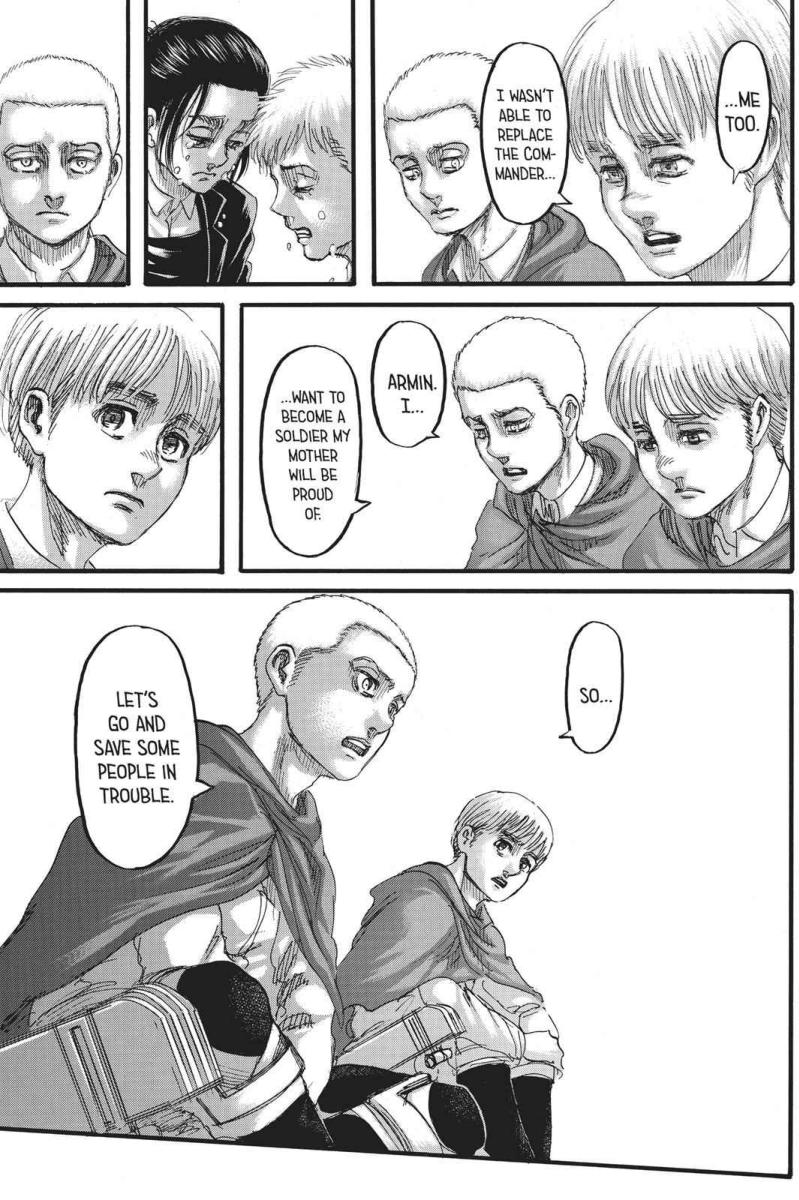 ...ME
TOO.
I WASN'T
ABLE TO
REPLACE
THE COM-
MANDER...
ARMIN.
I...
...WANT TO
BECOME A
SOLDIER MY
MOTHER
WILL BE
PROUD
OF.
SO...
LET'S
GO AND
SAVE SOME
PEOPLE IN
TROUBLE.